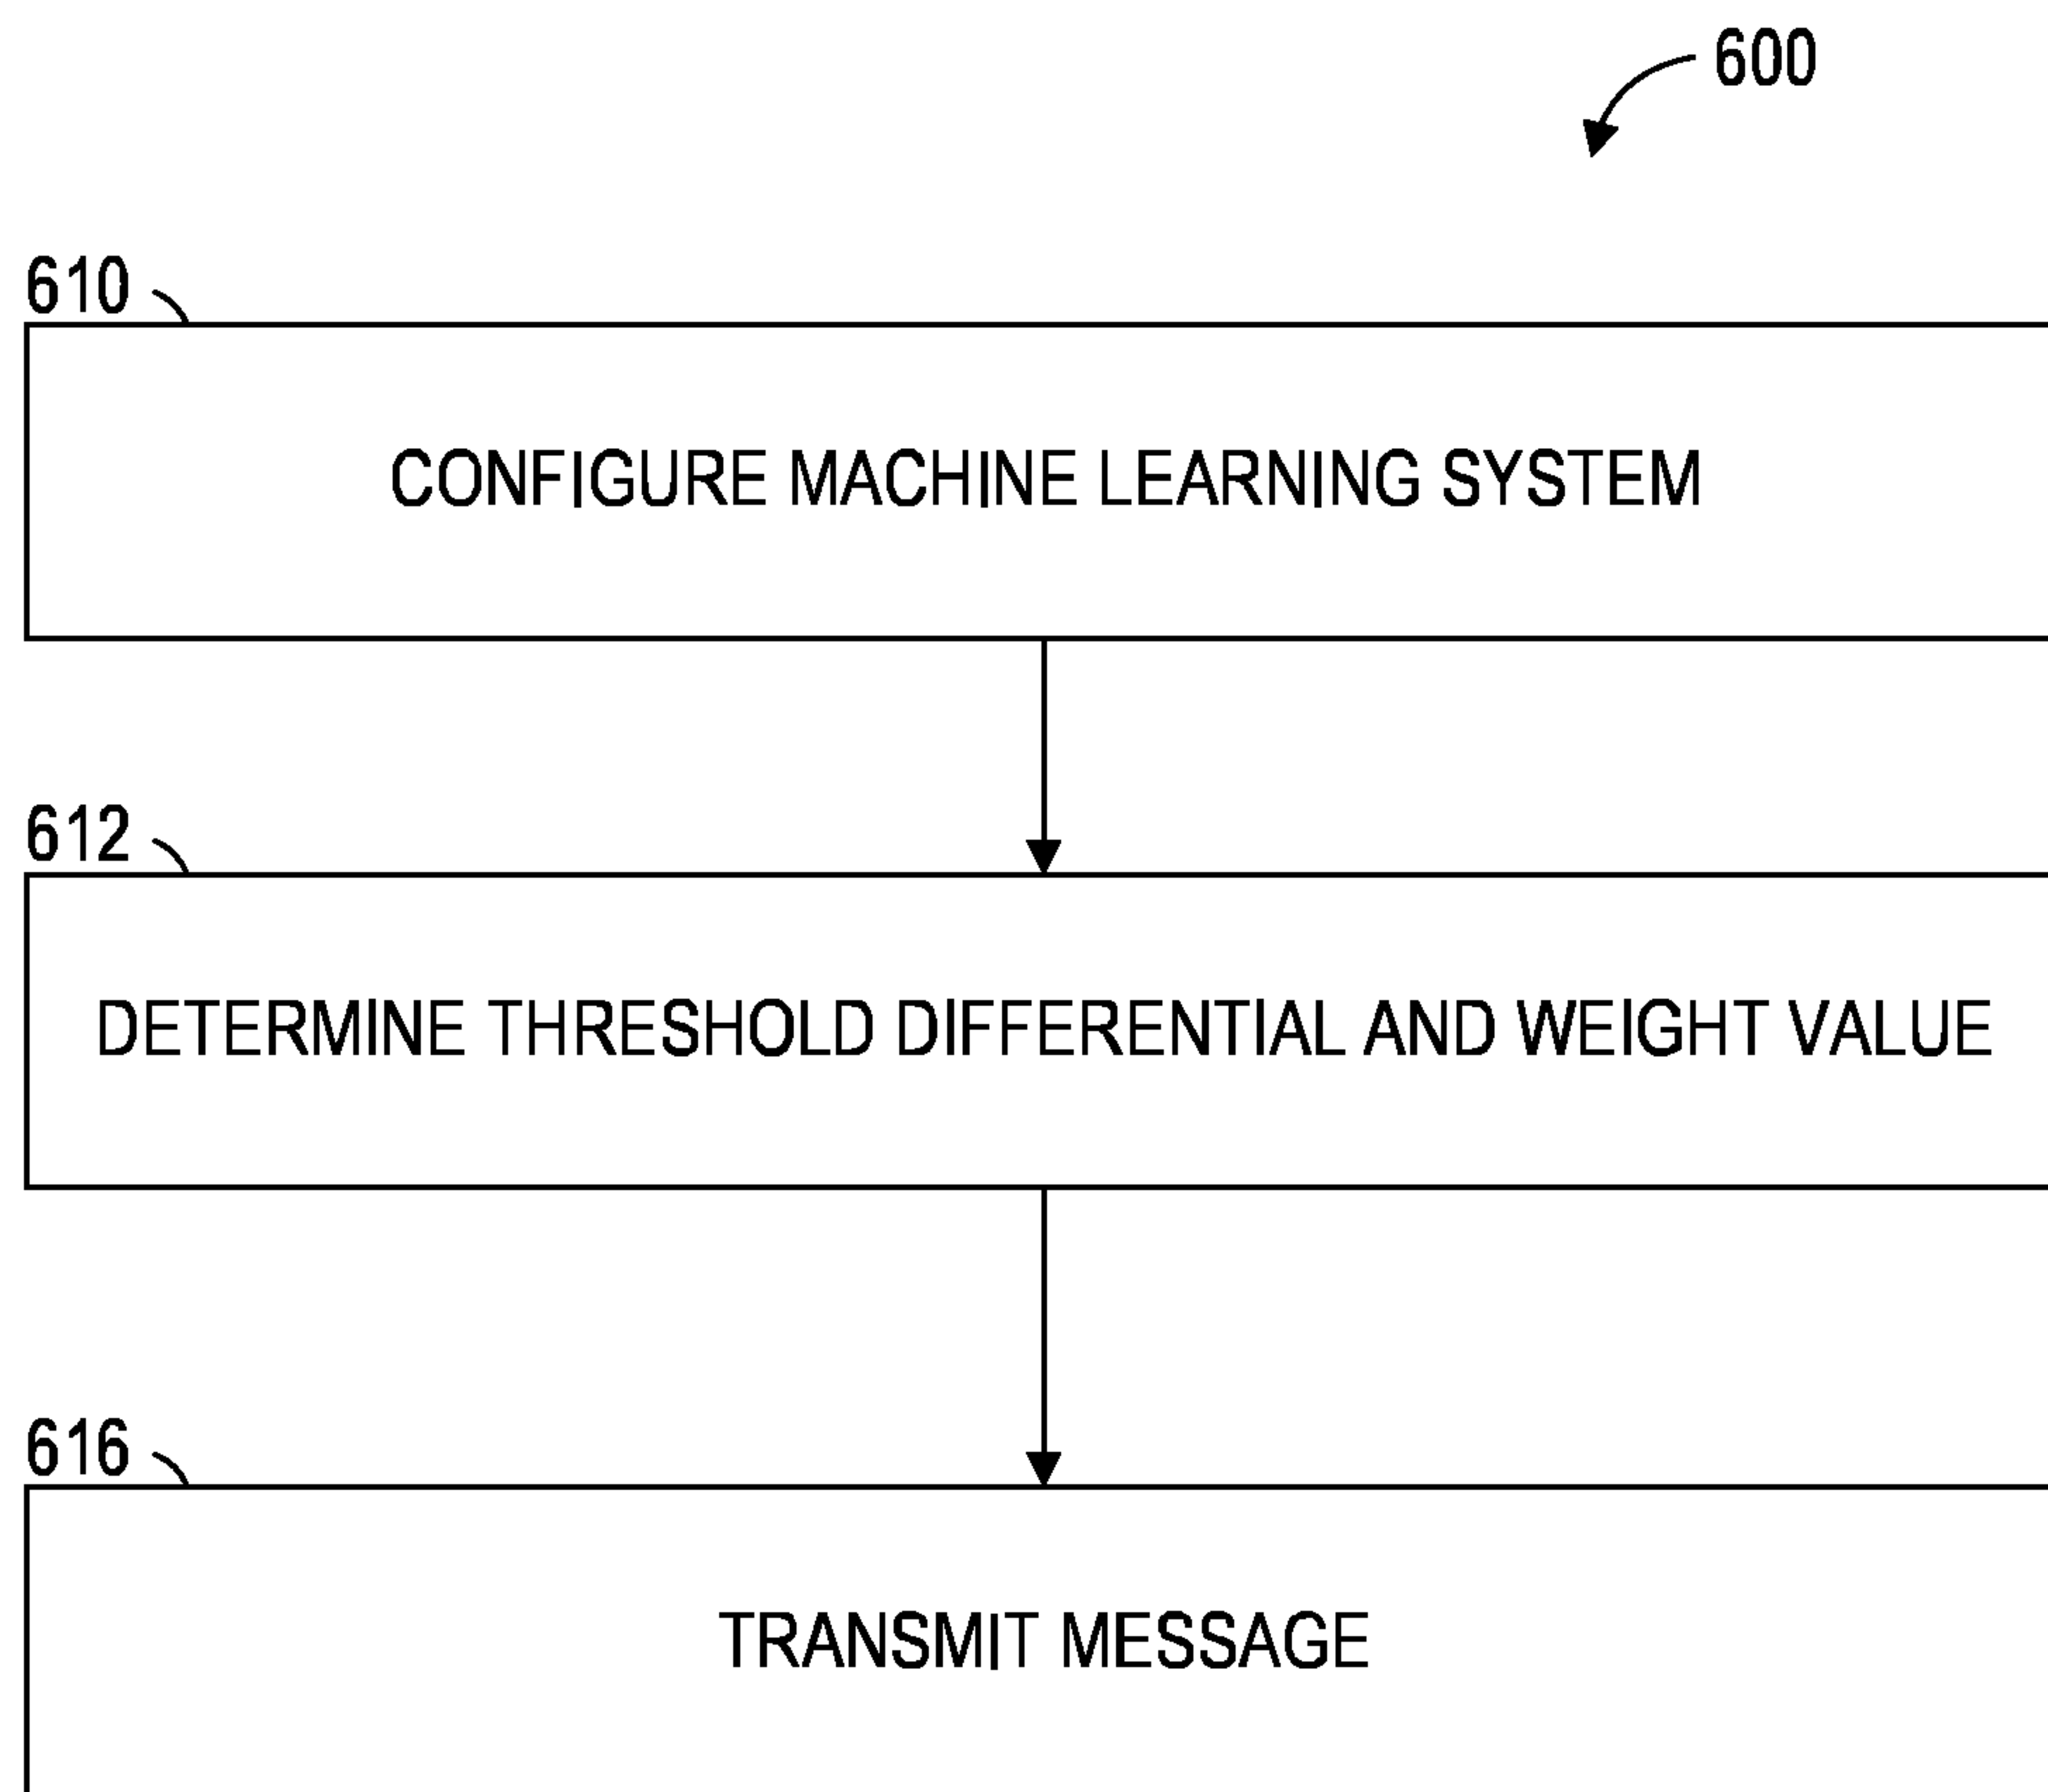 600
610
CONFIGURE MACHINE LEARNING SYSTEM
612
DETERMINE THRESHOLD DIFFERENTIAL AND WEIGHT VALUE
616
TRANSMIT MESSAGE